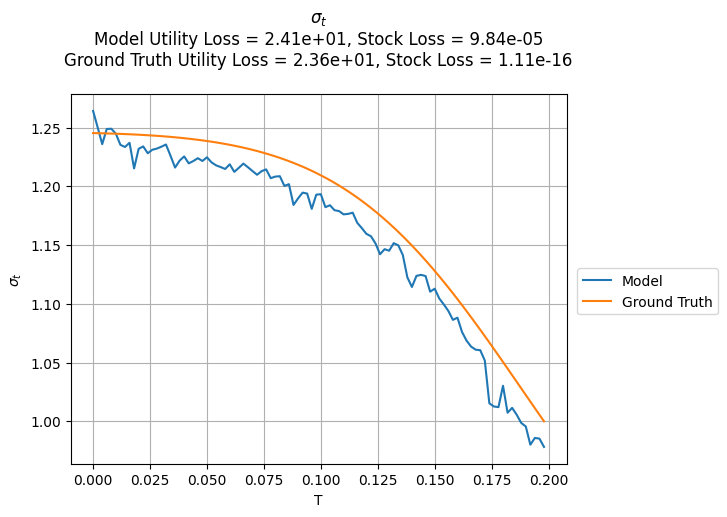 σt
Model Utility Loss = 2.41e+01, Stock Loss = 9.84e-05
Ground Truth Utility Loss = 2.36e+01, Stock Loss = 1.11e-16
1.25
1.20
1.15
1.10
1.05
1.00
σt
0.000 0.025 0.050 0.075 0.100 0.125 0.150 0.175 0.200
T
Model
Ground Truth